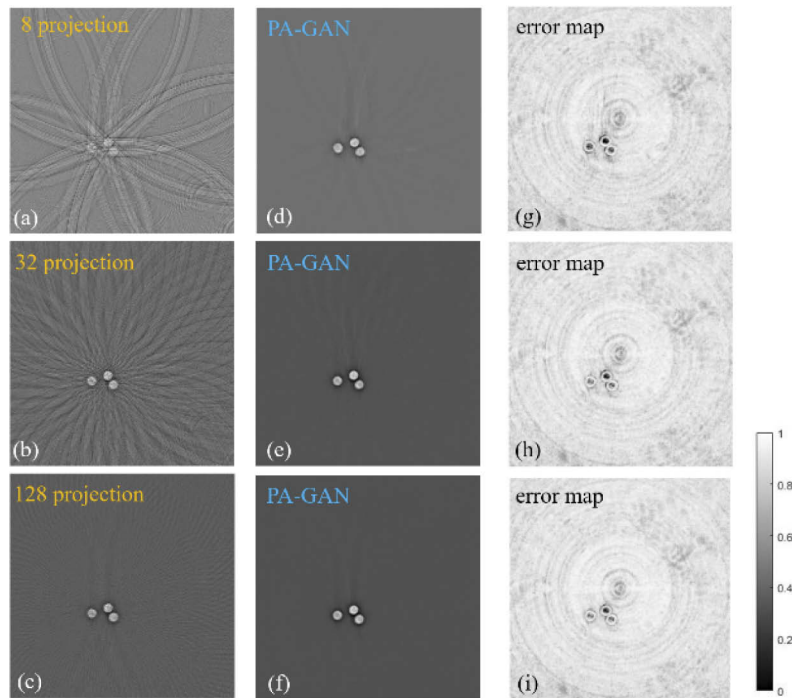 8 projection
PA-GAN
error map
(a)
(d)
(g)
32 projection
PA-GAN
error map
(b)
(e)
(h)
128 projection
PA-GAN
error map
(c)
(f)
(i)
1
0.8
0.6
0.4
0.2
0